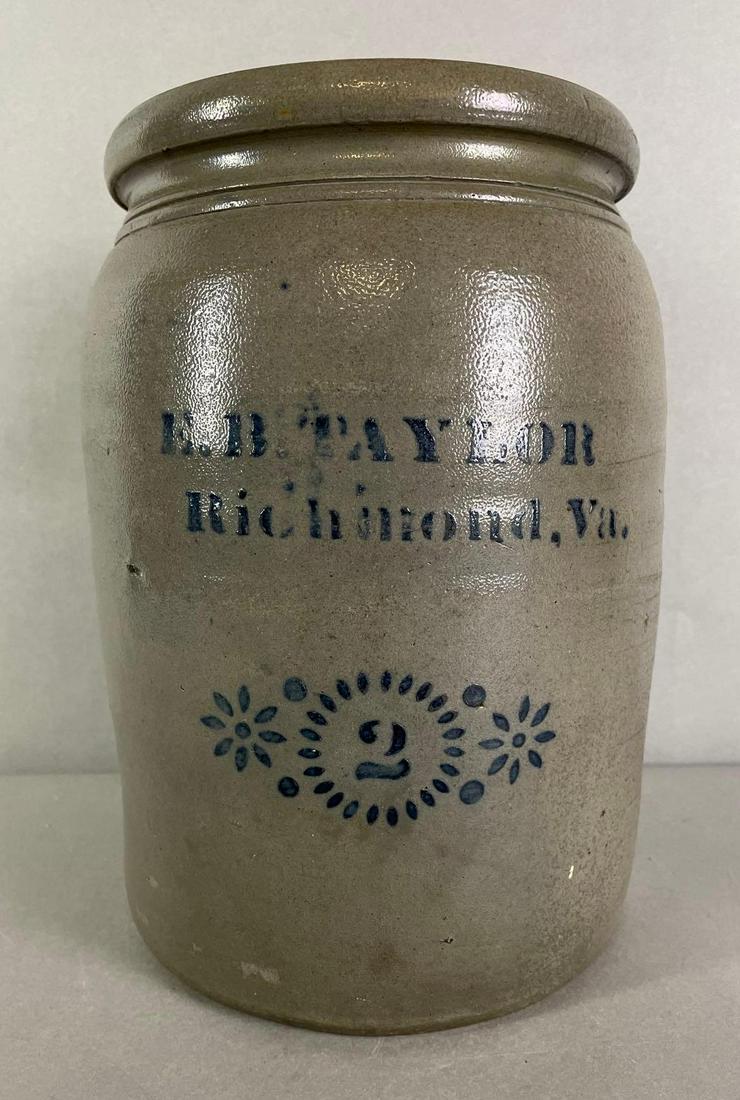 E.B. TAYLOR
Richmond, Va.
2